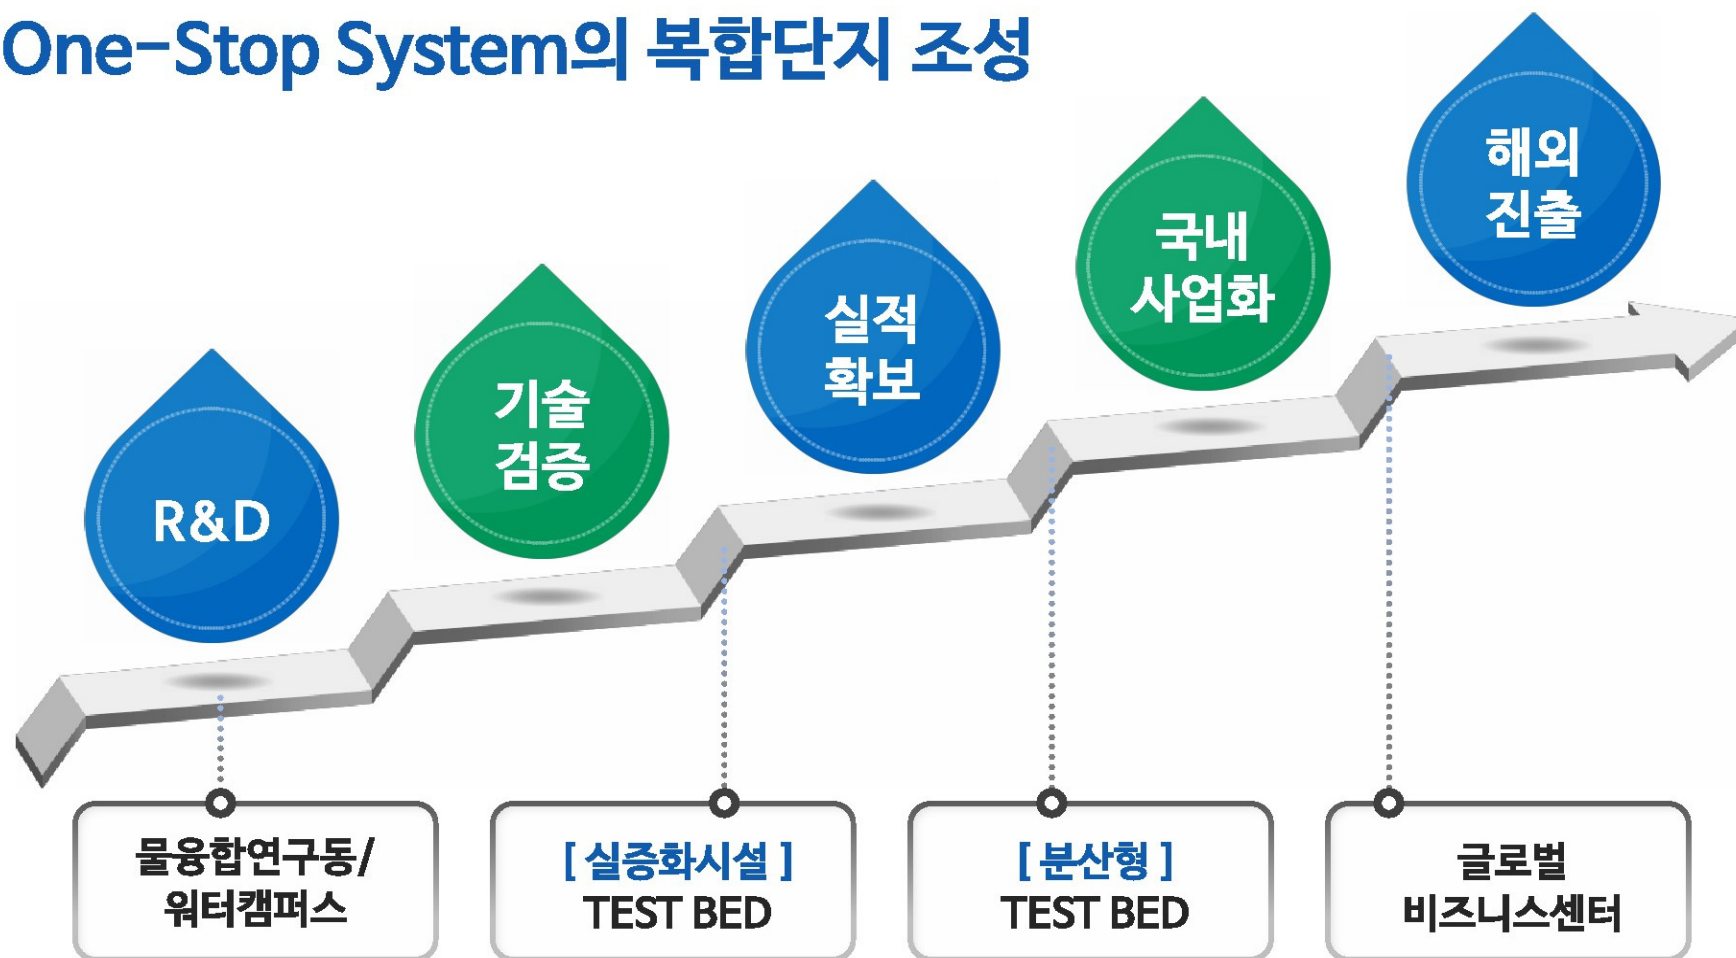 One-Stop System의 복합단지 조성
R&D
기술
검증
실적
확보
국내
사업화
해외
진출
물융합연구동/
워터캠퍼스
[ 실증화시설 ]
TEST BED
[ 분산형 ]
TEST BED
글로벌
비즈니스센터